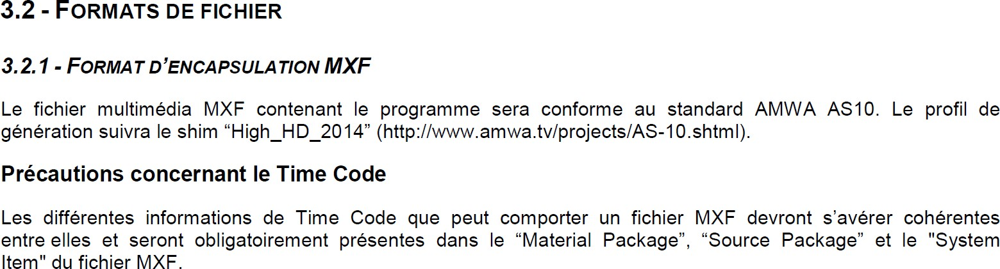 3.2 - FORMATS DE FICHIER
3.2.1 - FORMAT D’ENCAPSULATION MXF
Le fichier multimédia MXF contenant le programme sera conforme au standard AMWA AS10. Le profil de
génération suivra le shim “High_HD_2014” (http://www.amwa.tv/projects/AS-10.shtml).
Précautions concernant le Time Code
Les différentes informations de Time Code que peut comporter un fichier MXF devront s’avérer cohérentes
entre elles et seront obligatoirement présentes dans le “Material Package”, “Source Package” et le "System
Item" du fichier MXF.